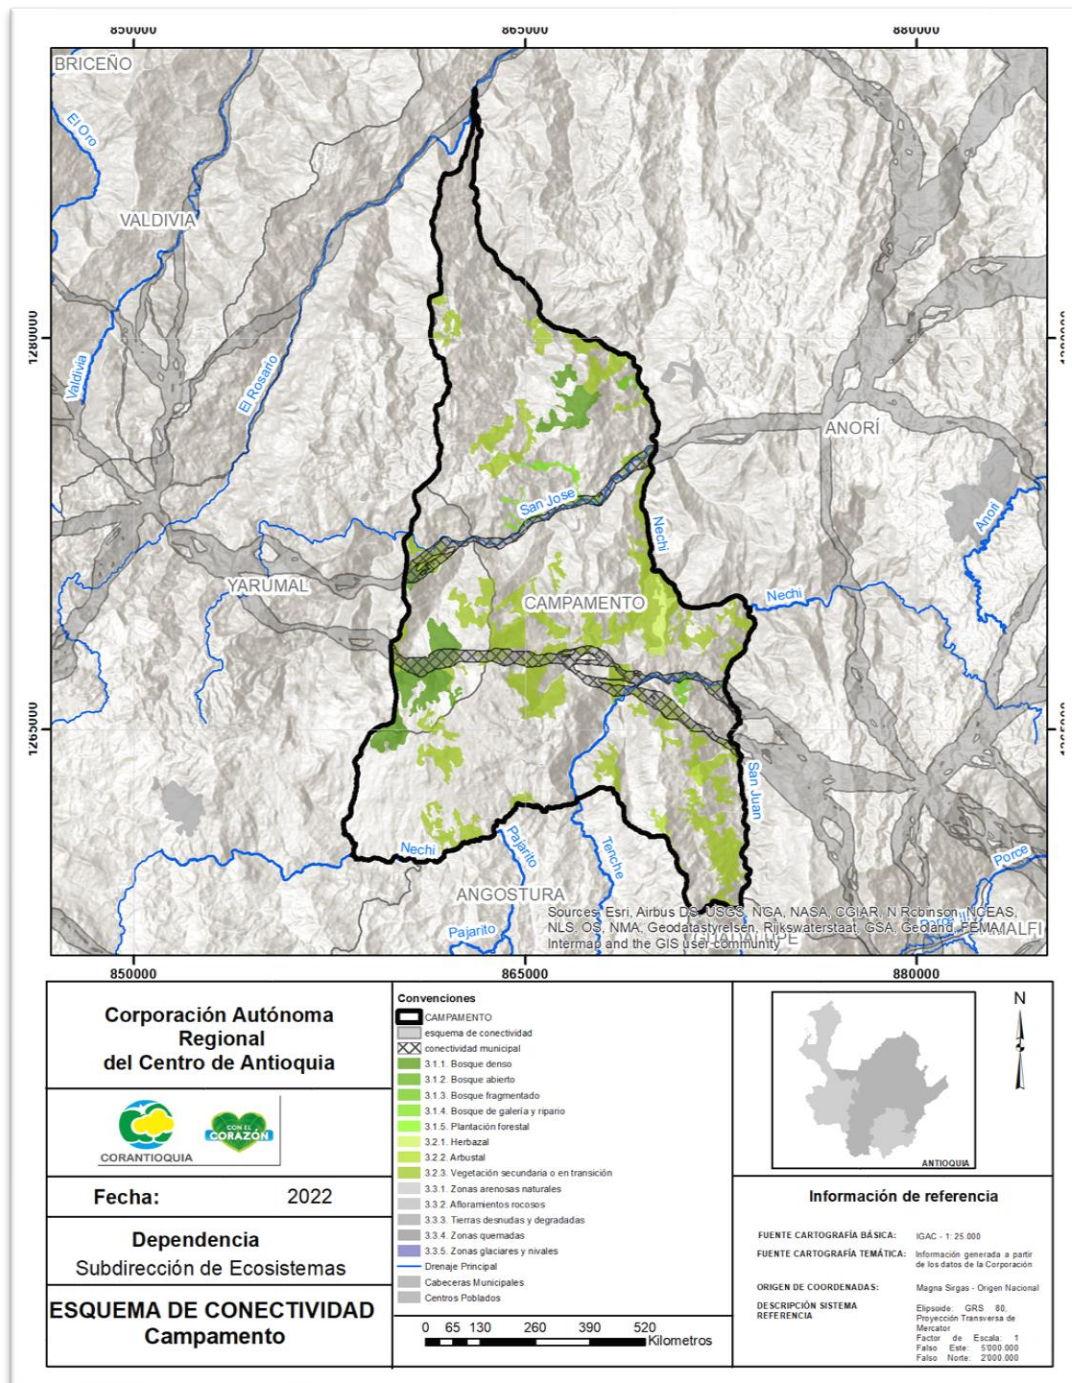 850000
865000
880000
BRICEÑO
El Oro
VALDIVIA
1280000
Valdivia
El Rosario
ANORÍ
San Jose
Nechi
Anori
YARUMAL
CAMPAMENTO
Nechi
1265000
San Juan
Nechi
Pajarito
Tenche
Porce
ANGOSTURA
Pajarito
Sources: Esri, Airbus DS, USGS, NGA, NASA, CGIAR, N Robinson, NCEAS,
NLS, OS, NMA, Geodatastyrelsen, Rijkswaterstaat, GSA, Geoland, FEMA,
Intermap and the GIS user community
850000
865000
880000
Corporación Autónoma
Regional
del Centro de Antioquia
CORANTIOQUIA
CON EL
CORAZÓN
Fecha: 2022
Dependencia
Subdirección de Ecosistemas
ESQUEMA DE CONECTIVIDAD
Campamento
Convenciones
CAMPAMENTO
esquema de conectividad
conectividad municipal
3.1.1. Bosque denso
3.1.2. Bosque abierto
3.1.3. Bosque fragmentado
3.1.4. Bosque de galería y ripario
3.1.5. Plantación forestal
3.2.1. Herbazal
3.2.2. Arbustal
3.2.3. Vegetación secundaria o en transición
3.3.1. Zonas arenosas naturales
3.3.2. Afloramientos rocosos
3.3.3. Tierras desnudas y degradadas
3.3.4. Zonas quemadas
3.3.5. Zonas glaciares y nivales
Drenaje Principal
Cabeceras Municipales
Centros Poblados
0 65 130 260 390 520
Kilometros
N
ANTIOQUIA
Información de referencia
FUENTE CARTOGRAFÍA BÁSICA: IGAC - 1: 25.000
FUENTE CARTOGRAFÍA TEMÁTICA: Información generada a partir
de los datos de la Corporación
ORIGEN DE COORDENADAS: Magna Sirgas - Origen Nacional
DESCRIPCIÓN SISTEMA
REFERENCIA
Elipsoide: GRS 80,
Proyección Transversa de
Mercator
Factor de Escala: 1
Falso Este: 5'000.000
Falso Norte: 2'000.000